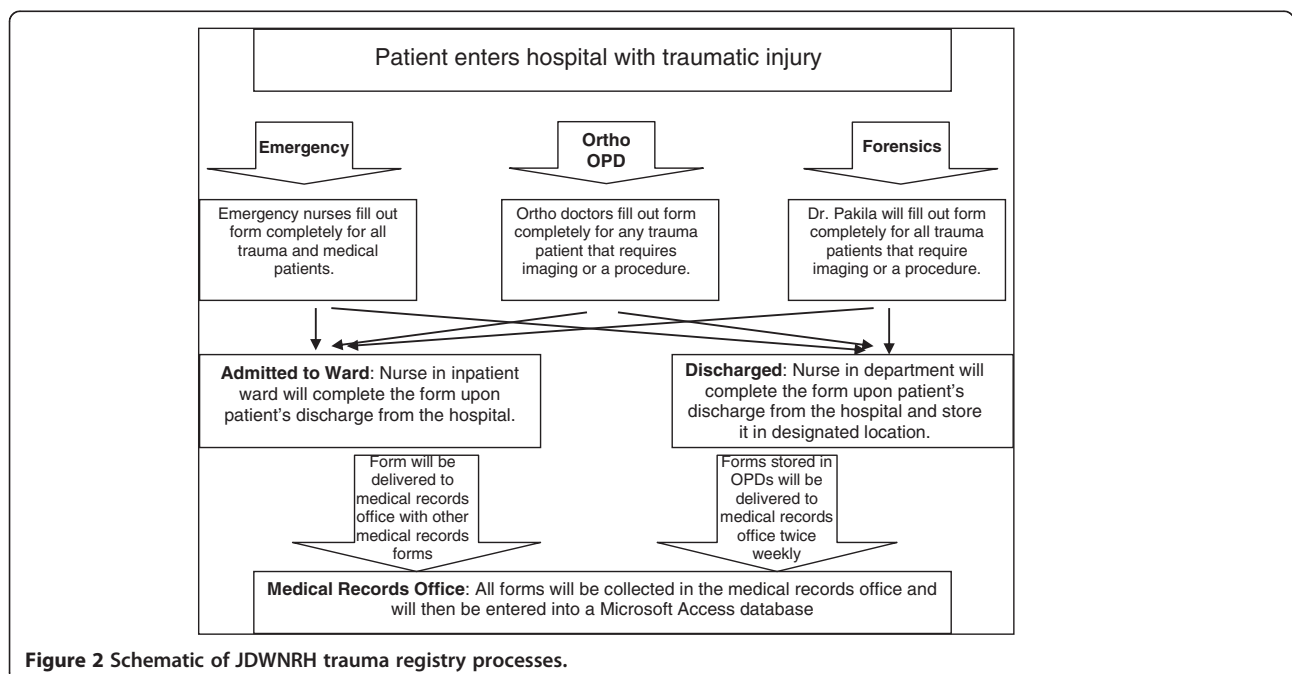 Patient enters hospital with traumatic injury
Emergency
Ortho
OPD
Forensics
Emergency nurses fill out
form completely for all
trauma and medical
patients.
Ortho doctors fill out form
completely for any trauma
patient that requires
imaging or a procedure.
Dr. Pakila will fill out form
completely for all trauma
patients that require
imaging or a procedure.
Admitted to Ward: Nurse in inpatient
ward will complete the form upon
patient's discharge from the hospital.
Discharged: Nurse in department will
complete the form upon patient's
discharge from the hospital and store
it in designated location.
Form will be
delivered to
medical records
office with other
medical records
forms
Forms stored in
OPDs will be
delivered to
medical records
office twice
weekly
Medical Records Office: All forms will be collected in the medical records office and
will then be entered into a Microsoft Access database
Figure 2 Schematic of JDWNRH trauma registry processes.